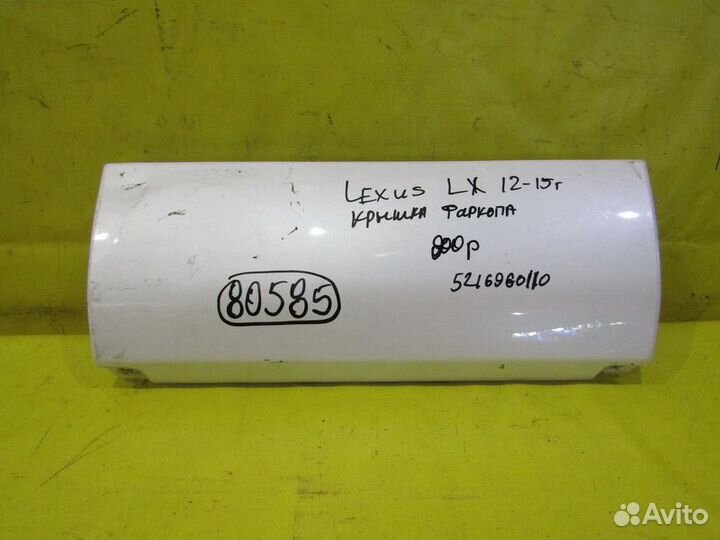 LEXUS LX 12-15г
крышка фаркопа
800р
5216960110
80585
Avito